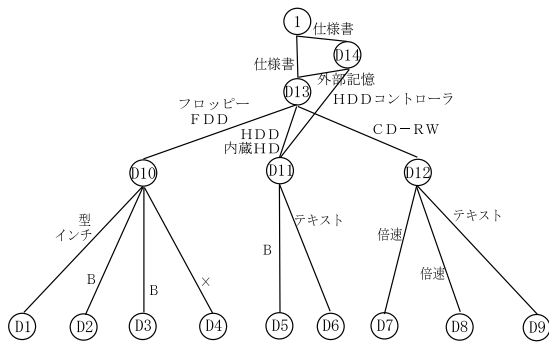 1
仕様書
D14
仕様書
外部記憶
D13
HDDコントローラ
フロッピー
FDD
HDD
内蔵HD
CD-RW
D10
D11
D12
型
インチ
B
B
×
B
テキスト
倍速
倍速
テキスト
D1
D2
D3
D4
D5
D6
D7
D8
D9